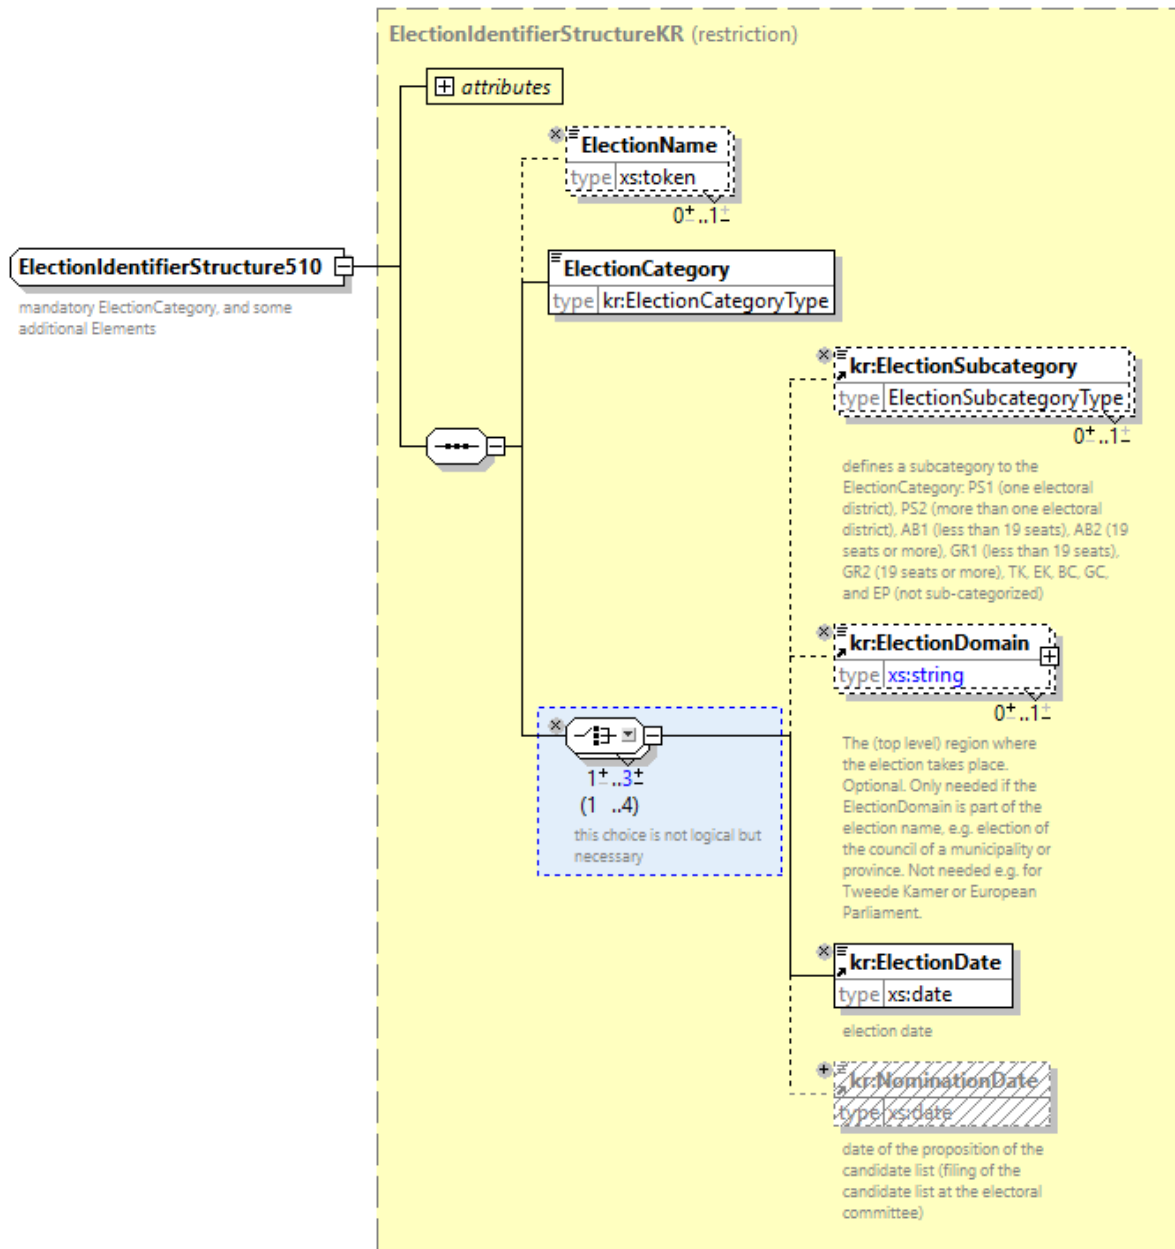 ElectionIdentifierStructureKR (restriction)
attributes
ElectionName
type xs:token
0+..1±
ElectionIdentifierStructure510
mandatory ElectionCategory, and some
additional Elements
ElectionCategory
type kr:ElectionCategoryType
kr:ElectionSubcategory
type ElectionSubcategoryType
0+..1±
defines a subcategory to the
ElectionCategory: PS1 (one electoral
district), PS2 (more than one electoral
district), AB1 (less than 19 seats), AB2 (19
seats or more), GR1 (less than 19 seats),
GR2 (19 seats or more), TK, EK, BC, GC,
and EP (not sub-categorized)
kr:ElectionDomain
type xs:string
0+..1±
The (top level) region where
the election takes place.
Optional. Only needed if the
ElectionDomain is part of the
election name, e.g. election of
the council of a municipality or
province. Not needed e.g. for
Tweede Kamer or European
Parliament.
1±..3±
(1 ..4)
this choice is not logical but
necessary
kr:ElectionDate
type xs:date
election date
kr:NominationDate
type xs:date
date of the proposition of the
candidate list (filing of the
candidate list at the electoral
committee)